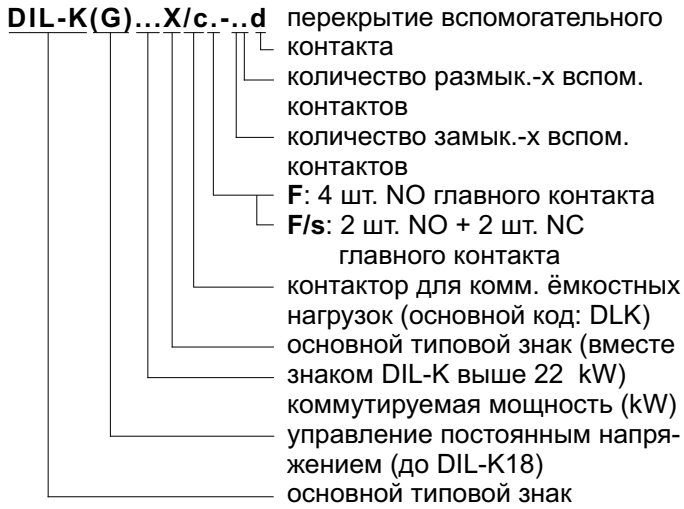 DIL-K(G)...X/c.-..d перекрытие вспомогательного
контакта
количество размык.-х вспом.
контактов
количество замык.-х вспом.
контактов
F: 4 шт. NO главного контакта
F/s: 2 шт. NO + 2 шт. NC
главного контакта
контактор для комм. ёмкостных
нагрузок (основной код: DLK)
основной типовой знак (вместе
знаком DIL-K выше 22 kW)
коммутируемая мощность (kW)
управление постоянным напря-
жением (до DIL-K18)
основной типовой знак